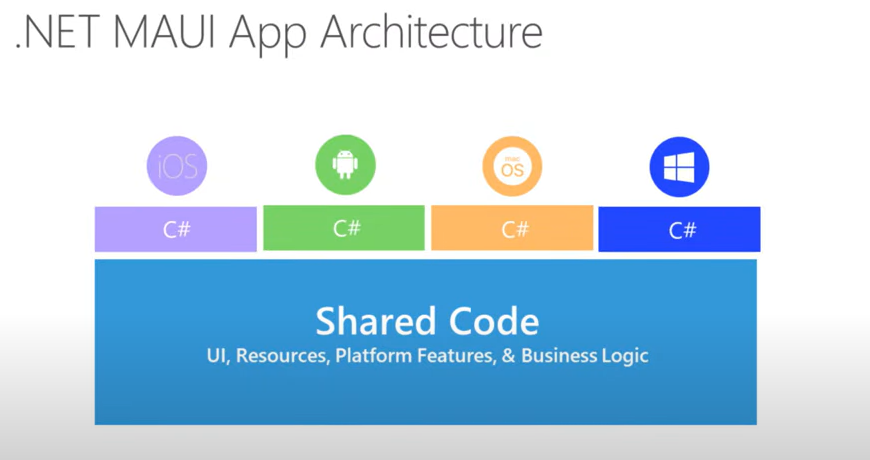 .NET MAUI App Architecture
iOS
mac
OS
C#
C#
C#
C#
Shared Code
UI, Resources, Platform Features, & Business Logic